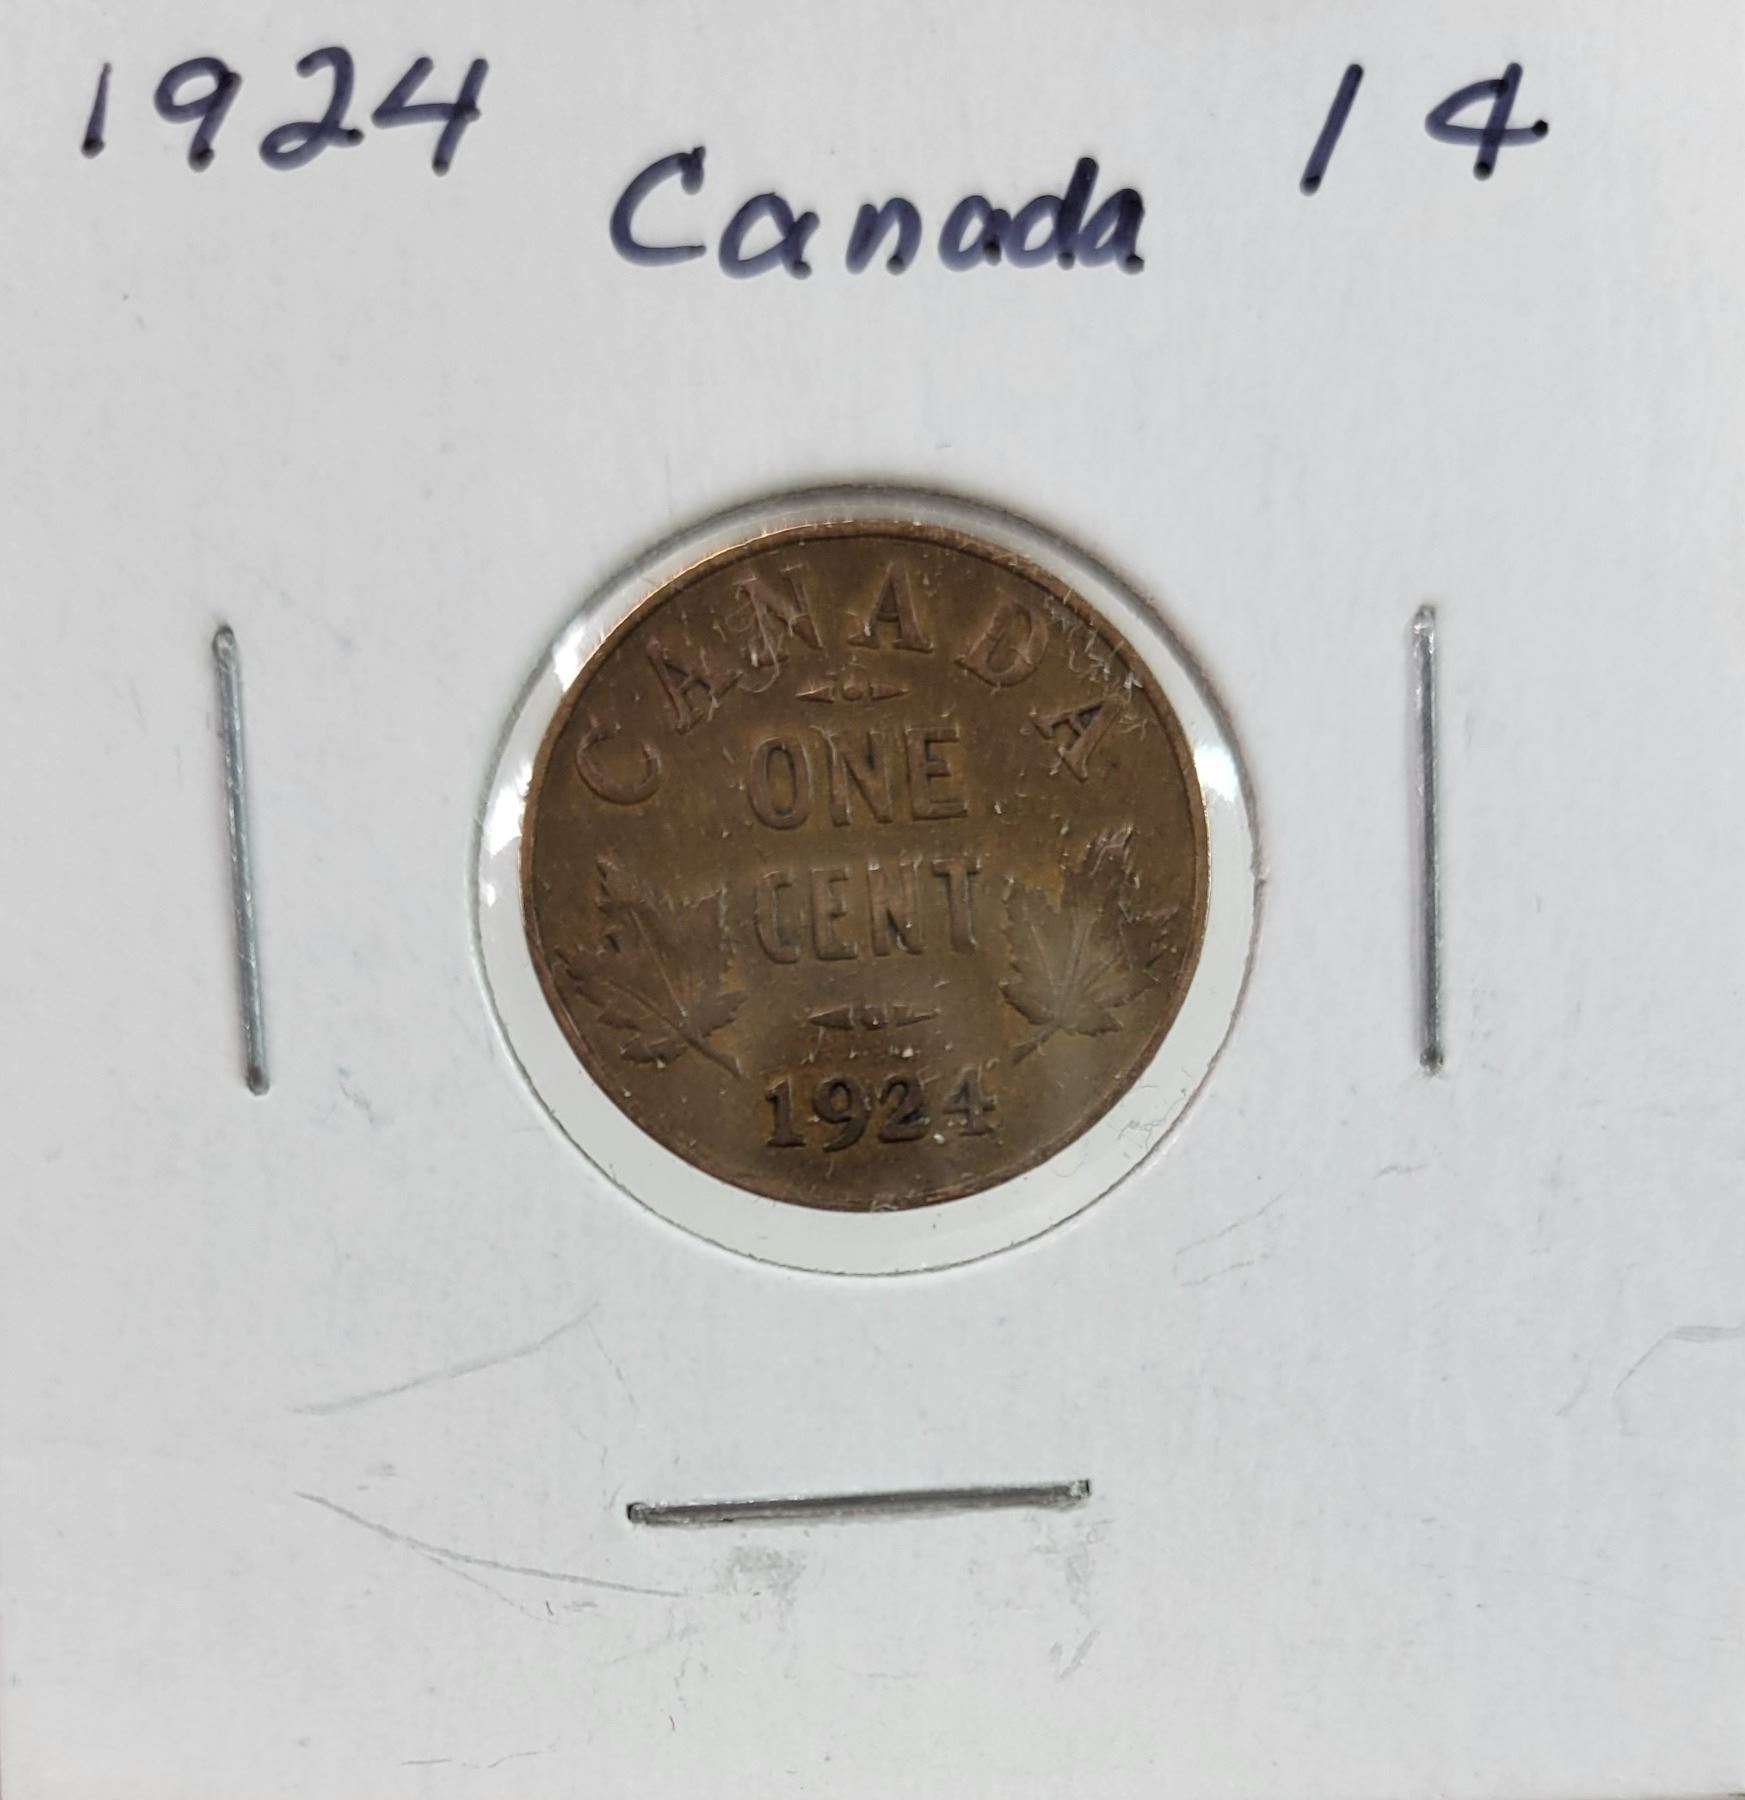 1924 1¢
Canada
CANADA
ONE
CENT
1924